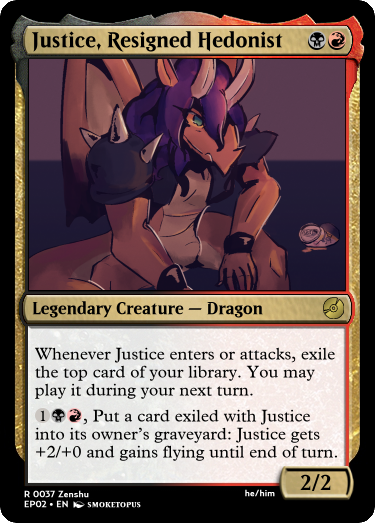 Justice, Resigned Hedonist
Legendary Creature — Dragon
Whenever Justice enters or attacks, exile
the top card of your library. You may
play it during your next turn.
1, Put a card exiled with Justice
into its owner's graveyard: Justice gets
+2/+0 and gains flying until end of turn.
2/2
R 0037 Zenshu he/him
EP02 • EN SMOKETOPUS